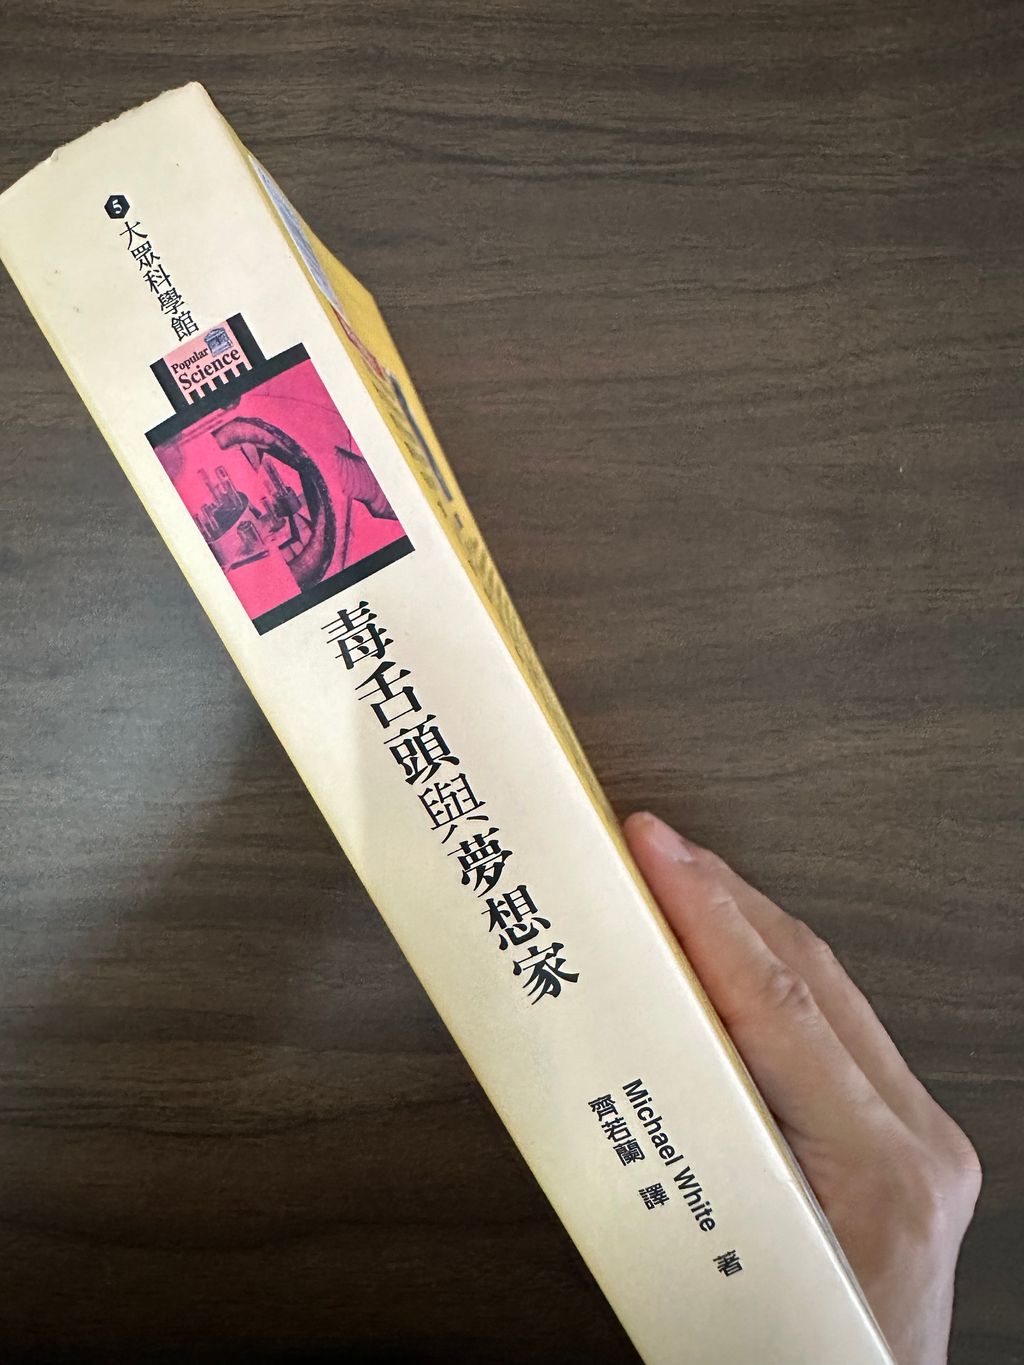 5
大眾科學館
Popular
Science
毒舌頭與夢想家
Michael White 著
齊若蘭 譯